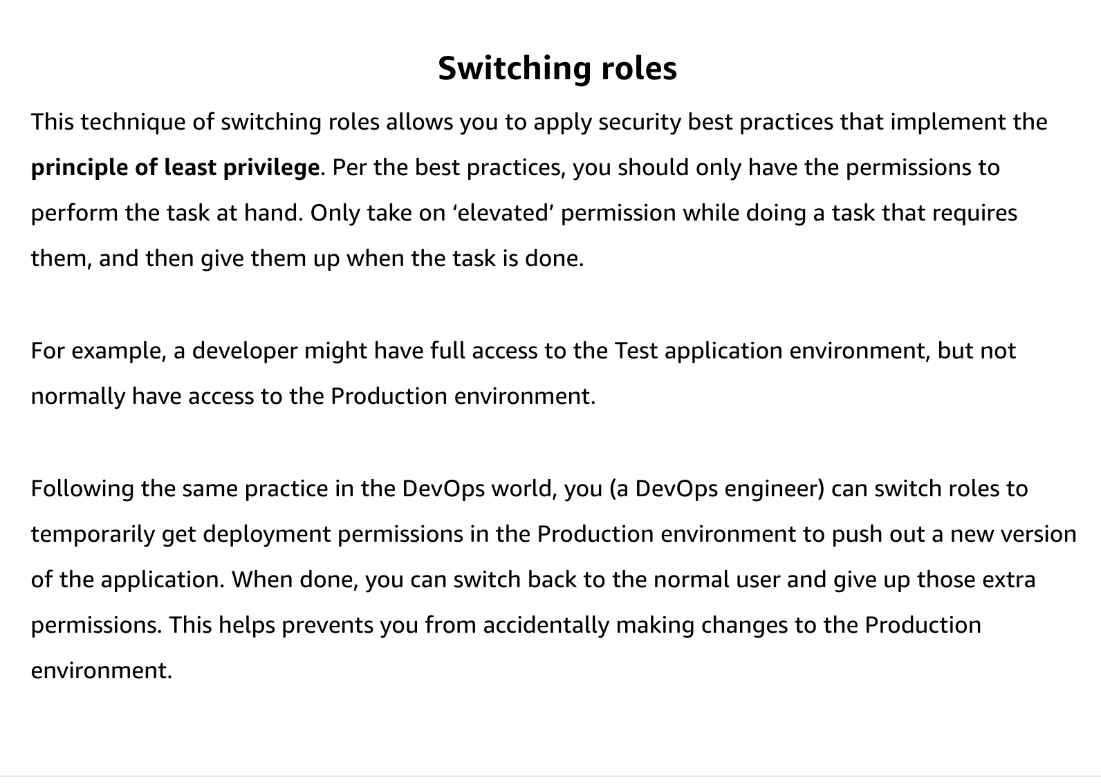 Switching roles
This technique of switching roles allows you to apply security best practices that implement the
principle of least privilege. Per the best practices, you should only have the permissions to
perform the task at hand. Only take on ‘elevated’ permission while doing a task that requires
them, and then give them up when the task is done.
For example, a developer might have full access to the Test application environment, but not
normally have access to the Production environment.
Following the same practice in the DevOps world, you (a DevOps engineer) can switch roles to
temporarily get deployment permissions in the Production environment to push out a new version
of the application. When done, you can switch back to the normal user and give up those extra
permissions. This helps prevents you from accidentally making changes to the Production
environment.